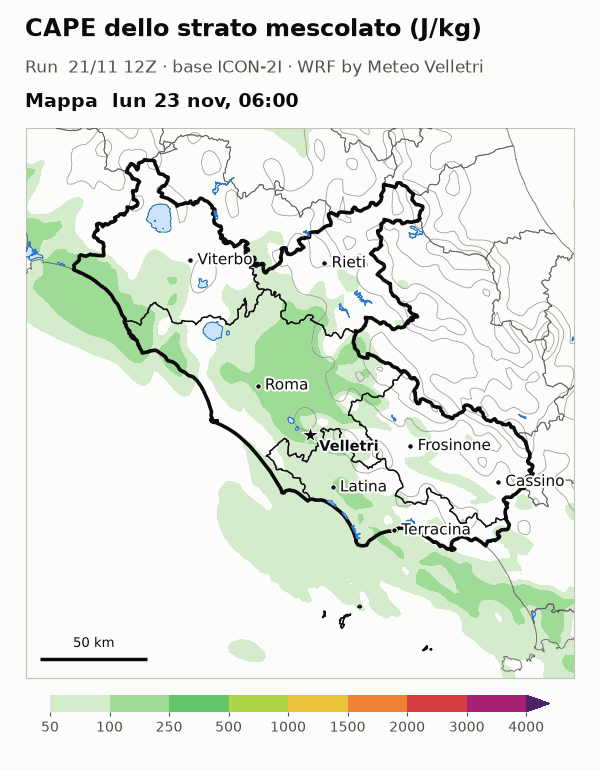 CAPE dello strato mescolato (J/kg)
Run  21/11 12Z · base ICON-2I · WRF by Meteo Velletri
Mappa  lun 23 nov, 06:00
Viterbo
Rieti
Roma
Velletri
Frosinone
Cassino
Latina
Terracina
50 km
50 100 250 500 1000 1500 2000 3000 4000